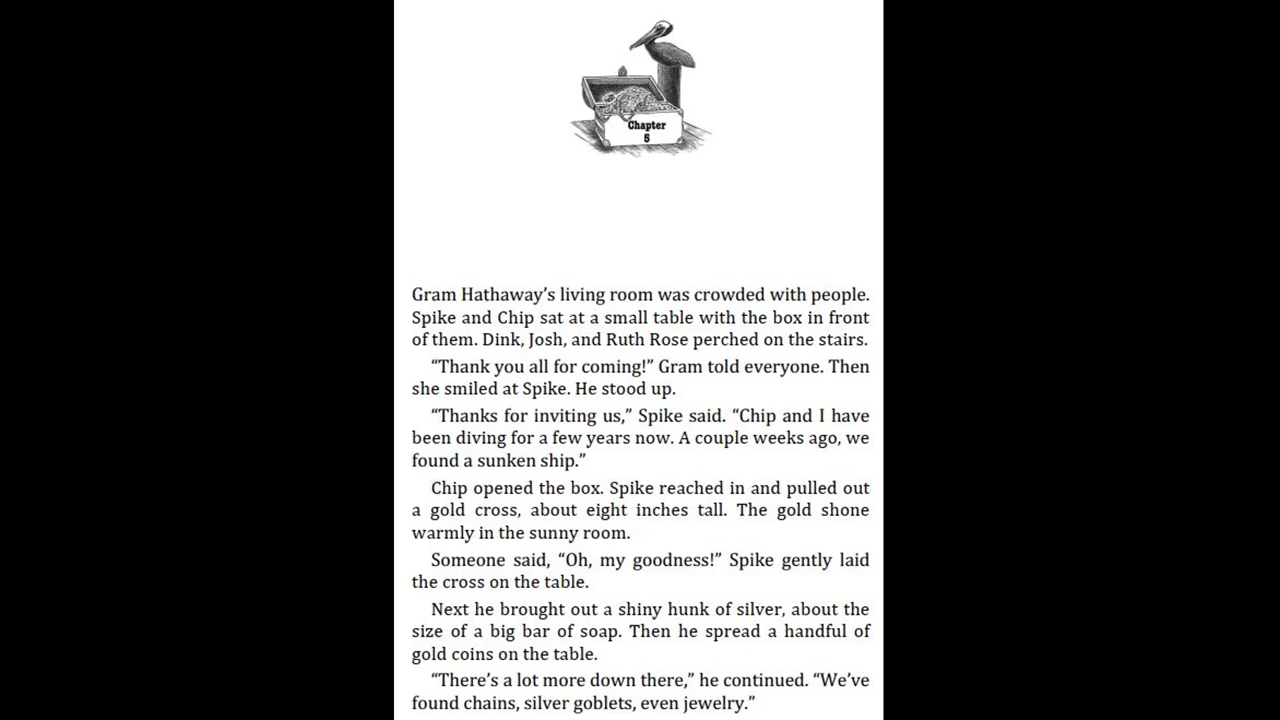 Chapter
5
Gram Hathaway’s living room was crowded with people.
Spike and Chip sat at a small table with the box in front
of them. Dink, Josh, and Ruth Rose perched on the stairs.
“Thank you all for coming!” Gram told everyone. Then
she smiled at Spike. He stood up.
“Thanks for inviting us,” Spike said. “Chip and I have
been diving for a few years now. A couple weeks ago, we
found a sunken ship.”
Chip opened the box. Spike reached in and pulled out
a gold cross, about eight inches tall. The gold shone
warmly in the sunny room.
Someone said, “Oh, my goodness!” Spike gently laid
the cross on the table.
Next he brought out a shiny hunk of silver, about the
size of a big bar of soap. Then he spread a handful of
gold coins on the table.
“There’s a lot more down there,” he continued. “We’ve
found chains, silver goblets, even jewelry.”